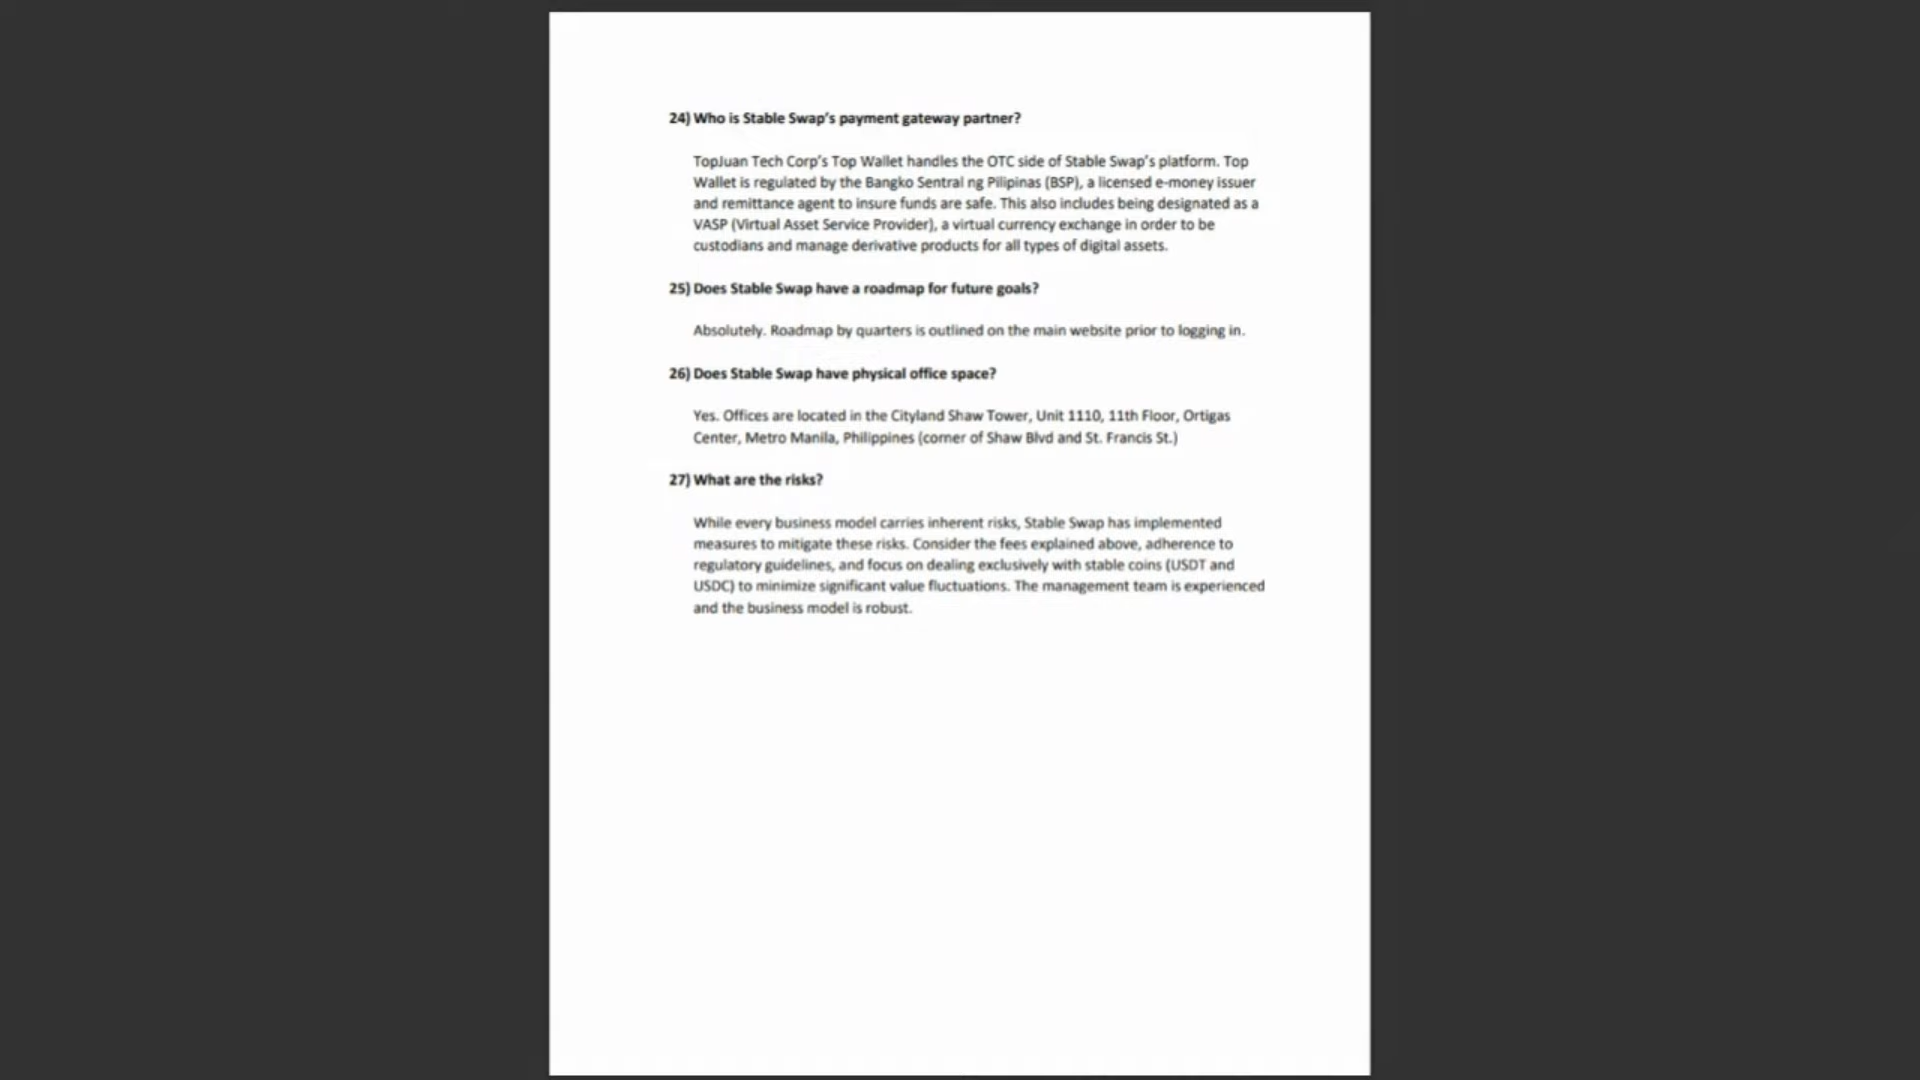 24) Who is Stable Swap's payment gateway partner?
TopJuan Tech Corp's Top Wallet handles the OTC side of Stable Swap's platform. Top
Wallet is regulated by the Bangko Sentral ng Pilipinas (BSP), a licensed e-money issuer
and remittance agent to insure funds are safe. This also includes being designated as a
VASP (Virtual Asset Service Provider), a virtual currency exchange in order to be
custodians and manage derivative products for all types of digital assets.
25) Does Stable Swap have a roadmap for future goals?
Absolutely. Roadmap by quarters is outlined on the main website prior to logging in.
26) Does Stable Swap have physical office space?
Yes. Offices are located in the Cityland Shaw Tower, Unit 1110, 11th Floor, Ortigas
Center, Metro Manila, Philippines (corner of Shaw Blvd and St. Francis St.)
27) What are the risks?
While every business model carries inherent risks, Stable Swap has implemented
measures to mitigate these risks. Consider the fees explained above, adherence to
regulatory guidelines, and focus on dealing exclusively with stable coins (USDT and
USDC) to minimize significant value fluctuations. The management team is experienced
and the business model is robust.